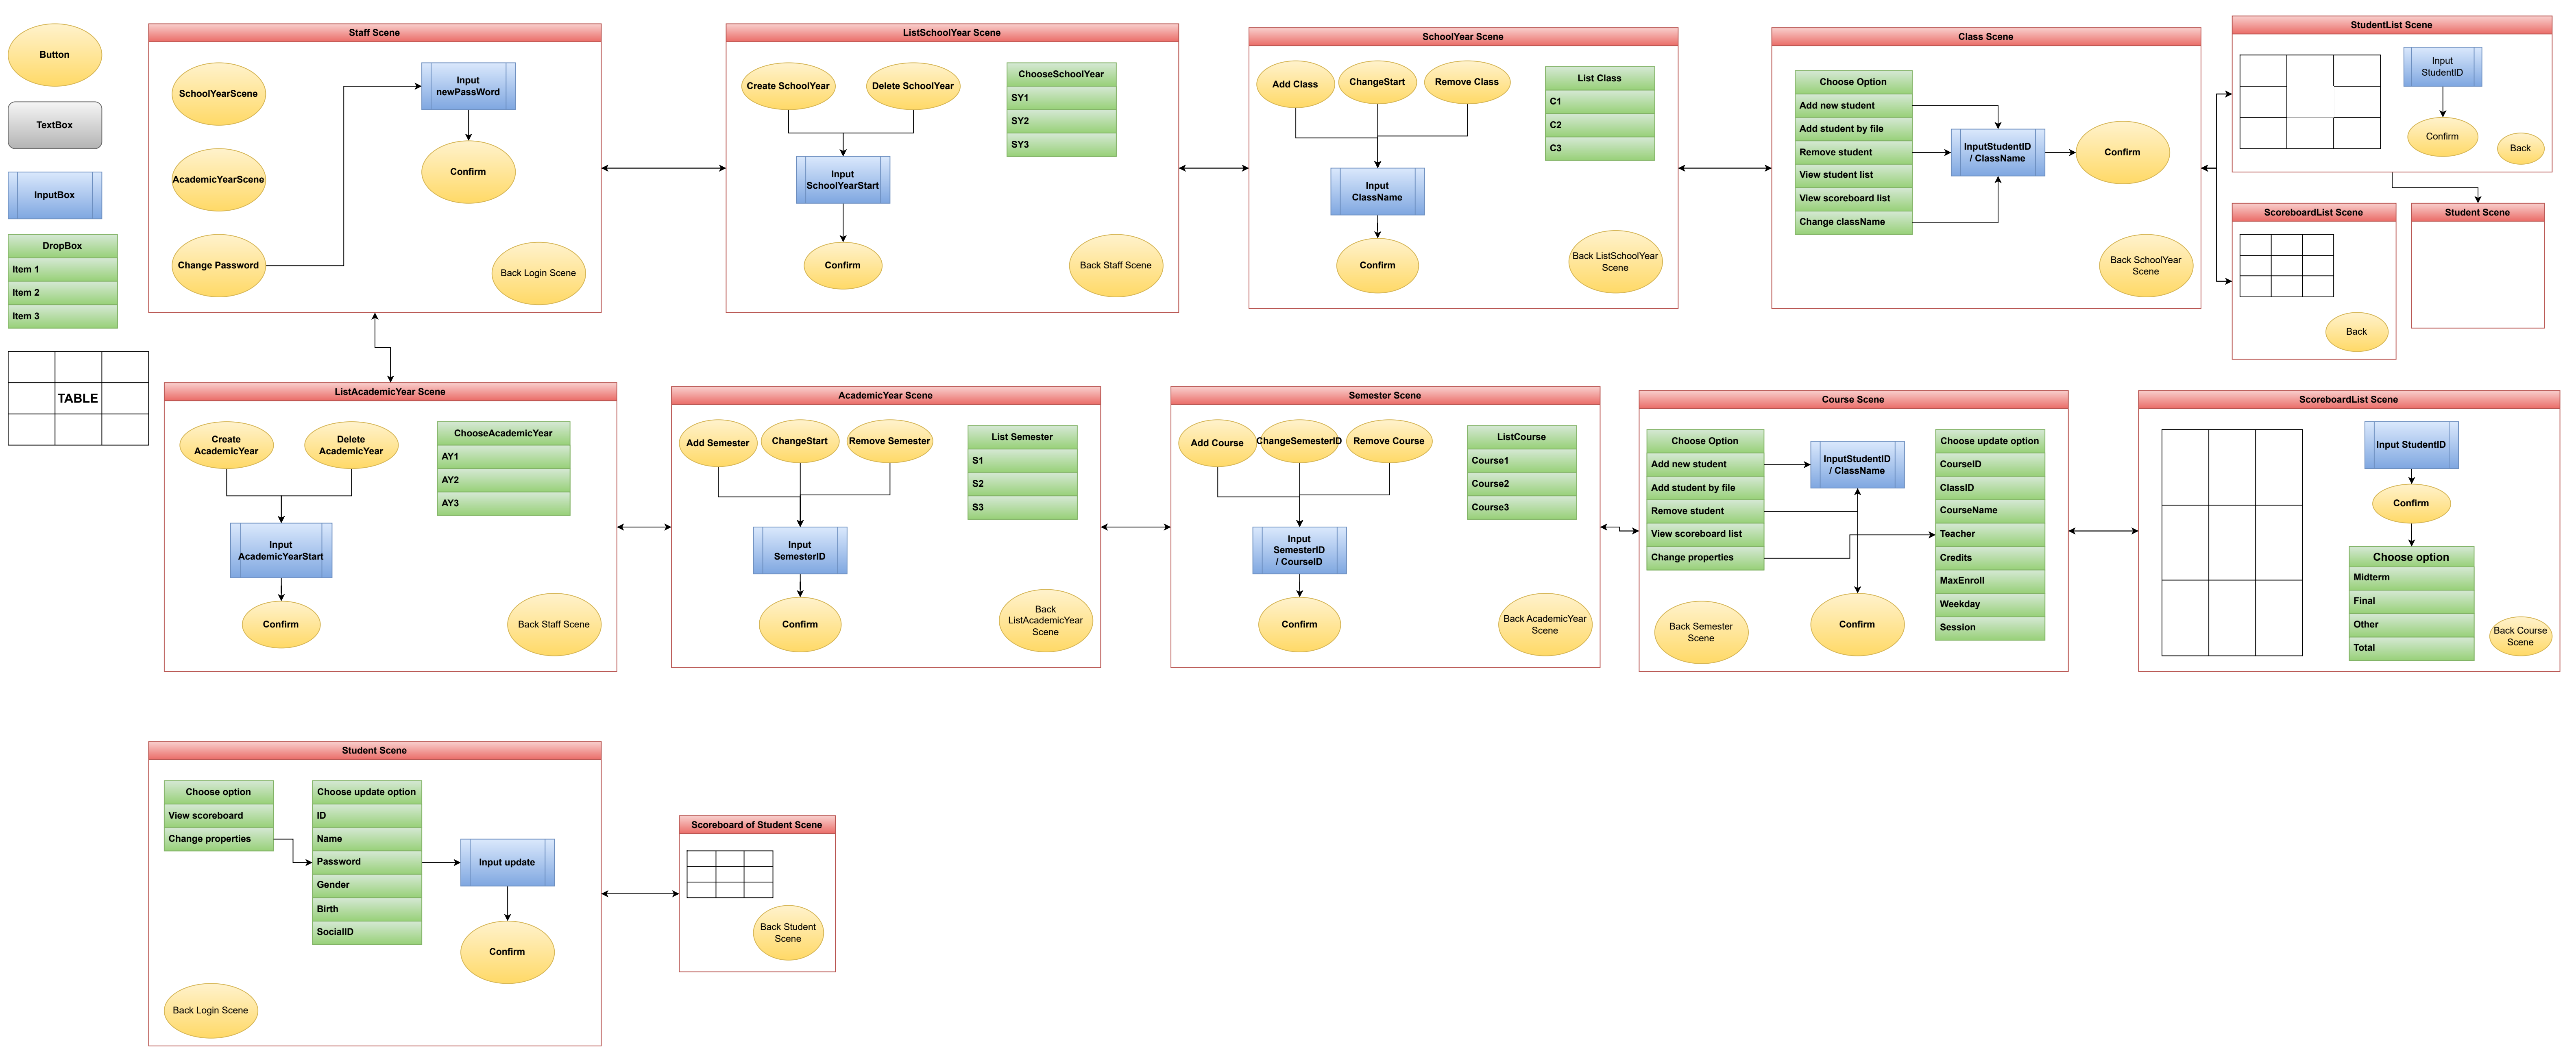 Button
TextBox
InputBox
DropBox
Item 1
Item 2
Item 3
TABLE
Staff Scene
SchoolYearScene
AcademicYearScene
Change Password
Input
newPassWord
Confirm
Back Login Scene
ListSchoolYear Scene
Create SchoolYear
Delete SchoolYear
Input
SchoolYearStart
Confirm
ChooseSchoolYear
SY1
SY2
SY3
Back Staff Scene
SchoolYear Scene
Add Class
ChangeStart
Remove Class
Input
ClassName
Confirm
List Class
C1
C2
C3
Back ListSchoolYear
Scene
Class Scene
Choose Option
Add new student
Add student by file
Remove student
View student list
View scoreboard list
Change className
InputStudentID
/ ClassName
Confirm
Back SchoolYear
Scene
StudentList Scene
Input
StudentID
Confirm
Back
ScoreboardList Scene
Back
Student Scene
ListAcademicYear Scene
Create
AcademicYear
Delete
AcademicYear
Input
AcademicYearStart
Confirm
ChooseAcademicYear
AY1
AY2
AY3
Back Staff Scene
AcademicYear Scene
Add Semester
ChangeStart
Remove Semester
Input
SemesterID
Confirm
List Semester
S1
S2
S3
Back
ListAcademicYear
Scene
Semester Scene
Add Course
ChangeSemesterID
Remove Course
Input
SemesterID
/ CourseID
Confirm
ListCourse
Course1
Course2
Course3
Back AcademicYear
Scene
Course Scene
Choose Option
Add new student
Add student by file
Remove student
View scoreboard list
Change properties
InputStudentID
/ ClassName
Confirm
Choose update option
CourseID
ClassID
CourseName
Teacher
Credits
MaxEnroll
Weekday
Session
Back Semester
Scene
ScoreboardList Scene
Input StudentID
Confirm
Choose option
Midterm
Final
Other
Total
Back Course
Scene
Student Scene
Choose option
View scoreboard
Change properties
Choose update option
ID
Name
Password
Gender
Birth
SocialID
Input update
Confirm
Back Login Scene
Scoreboard of Student Scene
Back Student
Scene